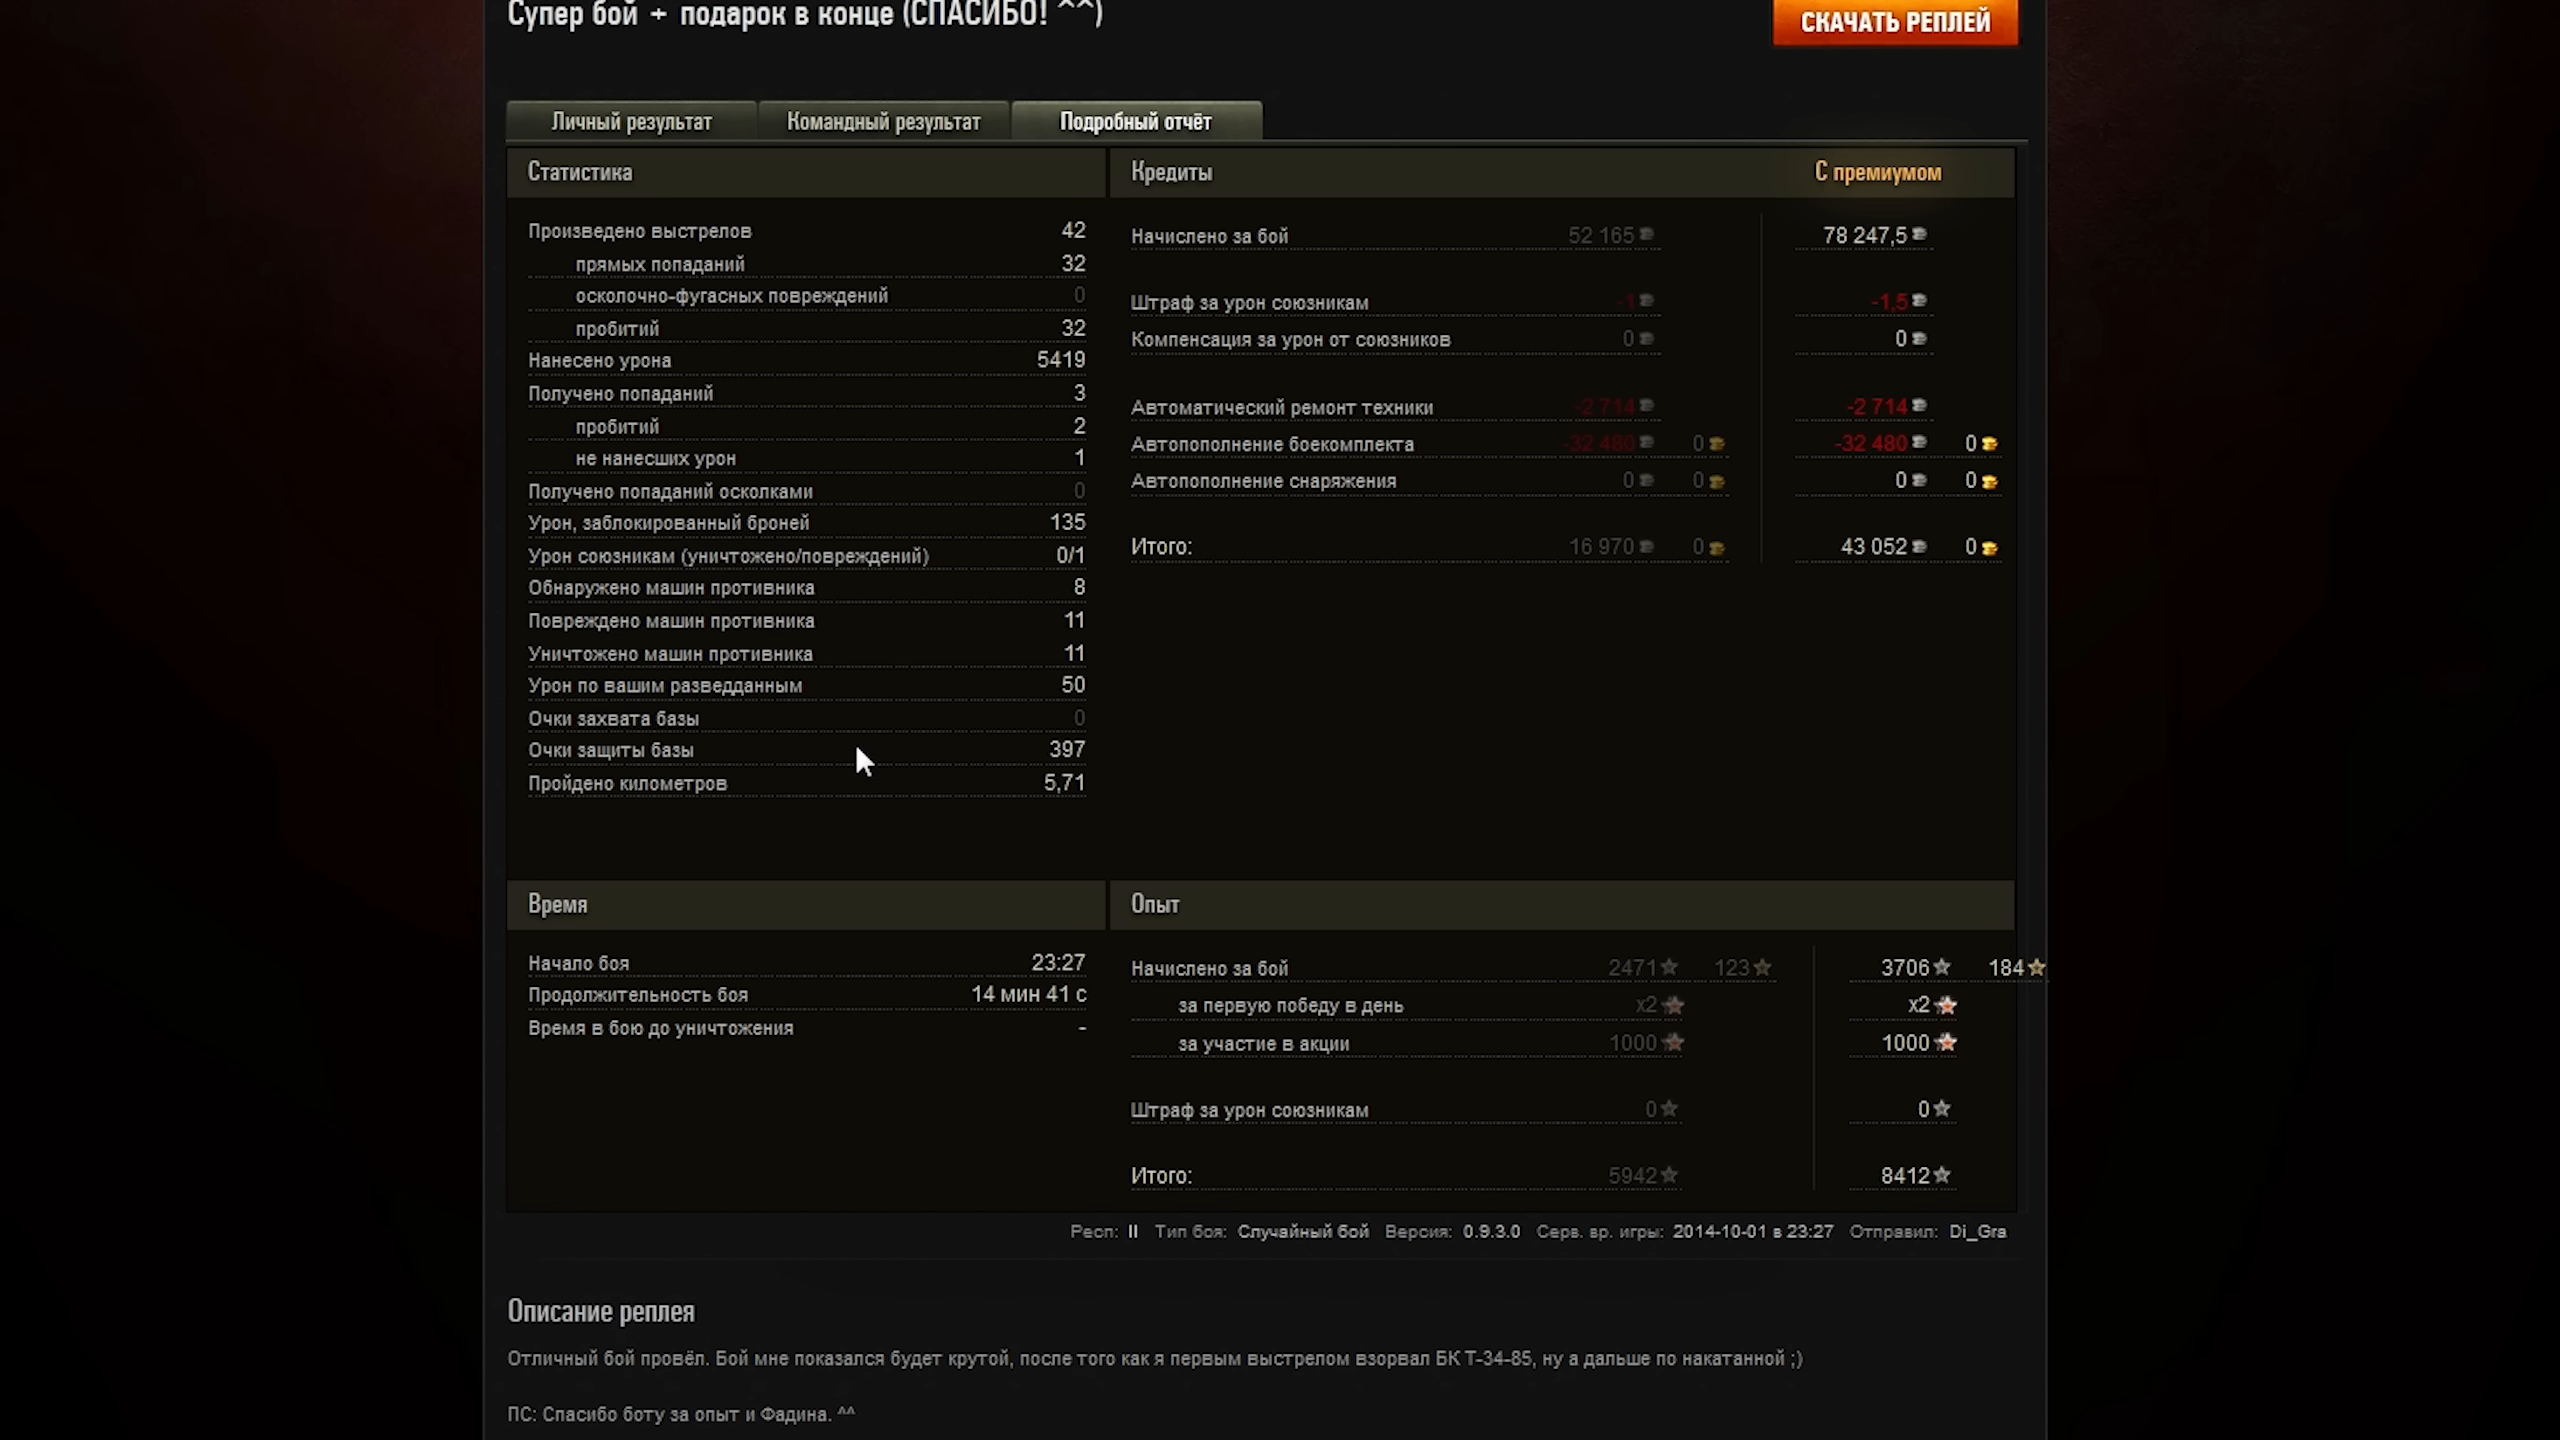 Супер бой + подарок в конце (СПАСИБО! ^^)
СКАЧАТЬ РЕПЛЕЙ
Личный результат Командный результат Подробный отчёт
Статистика
Произведено выстрелов 42
прямых попаданий 32
осколочно-фугасных повреждений 0
пробитий 32
Нанесено урона 5419
Получено попаданий 3
пробитий 2
не нанесших урон 1
Получено попаданий осколками 0
Урон, заблокированный броней 135
Урон союзникам (уничтожено/повреждений) 0/1
Обнаружено машин противника 8
Повреждено машин противника 11
Уничтожено машин противника 11
Урон по вашим разведданным 50
Очки захвата базы 0
Очки защиты базы 397
Пройдено километров 5,71
Кредиты С премиумом
Начислено за бой 52 165 78 247,5
Штраф за урон союзникам -1 -1,5
Компенсация за урон от союзников 0 0
Автоматический ремонт техники -2 714 -2 714
Автопополнение боекомплекта -32 480 0 -32 480 0
Автопополнение снаряжения 0 0 0 0
Итого: 16 970 0 43 052 0
Время
Начало боя 23:27
Продолжительность боя 14 мин 41 с
Время в бою до уничтожения -
Опыт
Начислено за бой 2471 123 3706 184
за первую победу в день x2 x2
за участие в акции 1000 1000
Штраф за урон союзникам 0 0
Итого: 5942 8412
Респ: II Тип боя: Случайный бой Версия: 0.9.3.0 Серв. вр. игры: 2014-10-01 в 23:27 Отправил: Di_Gra
Описание реплея
Отличный бой провёл. Бой мне показался будет крутой, после того как я первым выстрелом взорвал БК Т-34-85, ну а дальше по накатанной ;)
ПС: Спасибо боту за опыт и Фадина. ^^